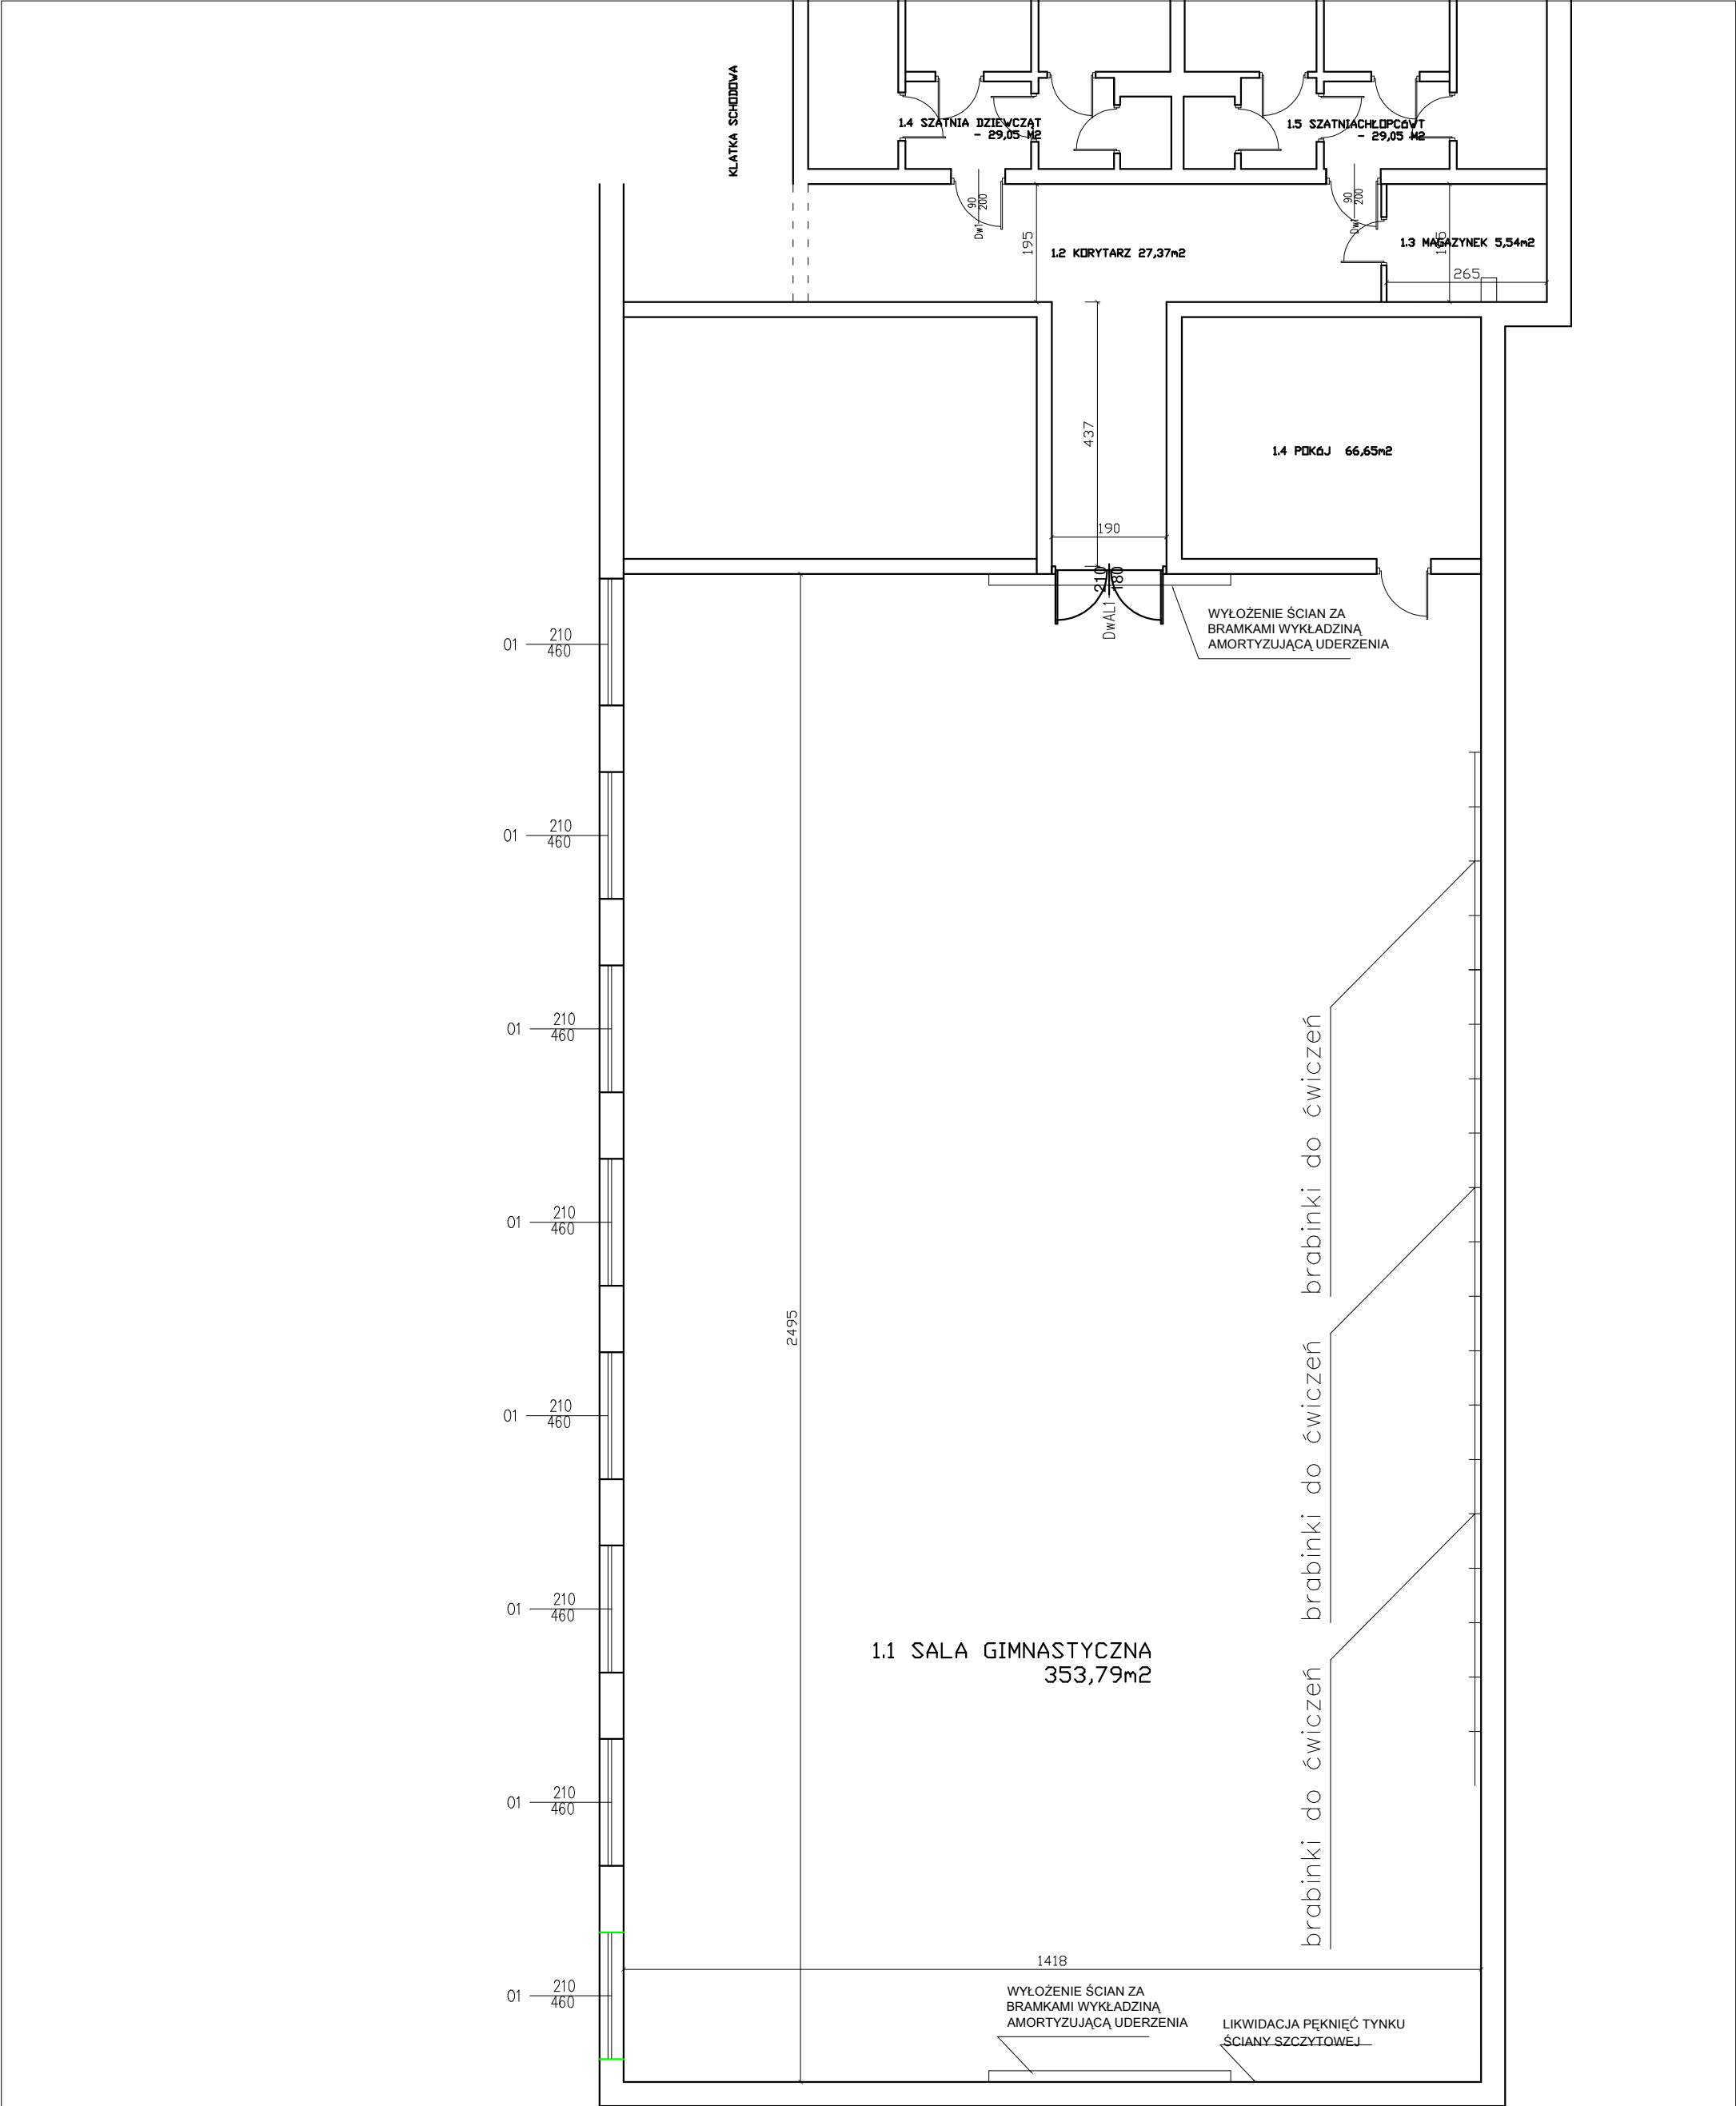 KLATKA SCHODOWA
1.4 SZATNIA DZIEWCZĄT
- 29,05 M2
1.5 SZATNIACHŁOPCÓWT
- 29,05 M2
Dw1 90
200
Dw1 90
200
195
1.2 KORYTARZ 27,37m2
1.3 MAGAZYNEK 5,54m2
195
265
437
1.4 POKÓJ 66,65m2
190
210
180
DwAL1
WYŁOŻENIE ŚCIAN ZA
BRAMKAMI WYKŁADZINĄ
AMORTYZUJĄCĄ UDERZENIA
01 210
460
01 210
460
01 210
460
brabinki do ćwiczeń
01 210
460
2495
01 210
460
brabinki do ćwiczeń
01 210
460
1.1 SALA GIMNASTYCZNA
353,79m2
01 210
460
brabinki do ćwiczeń
1418
01 210
460
WYŁOŻENIE ŚCIAN ZA
BRAMKAMI WYKŁADZINĄ
AMORTYZUJĄCĄ UDERZENIA
LIKWIDACJA PĘKNIĘĆ TYNKU
ŚCIANY SZCZYTOWEJ